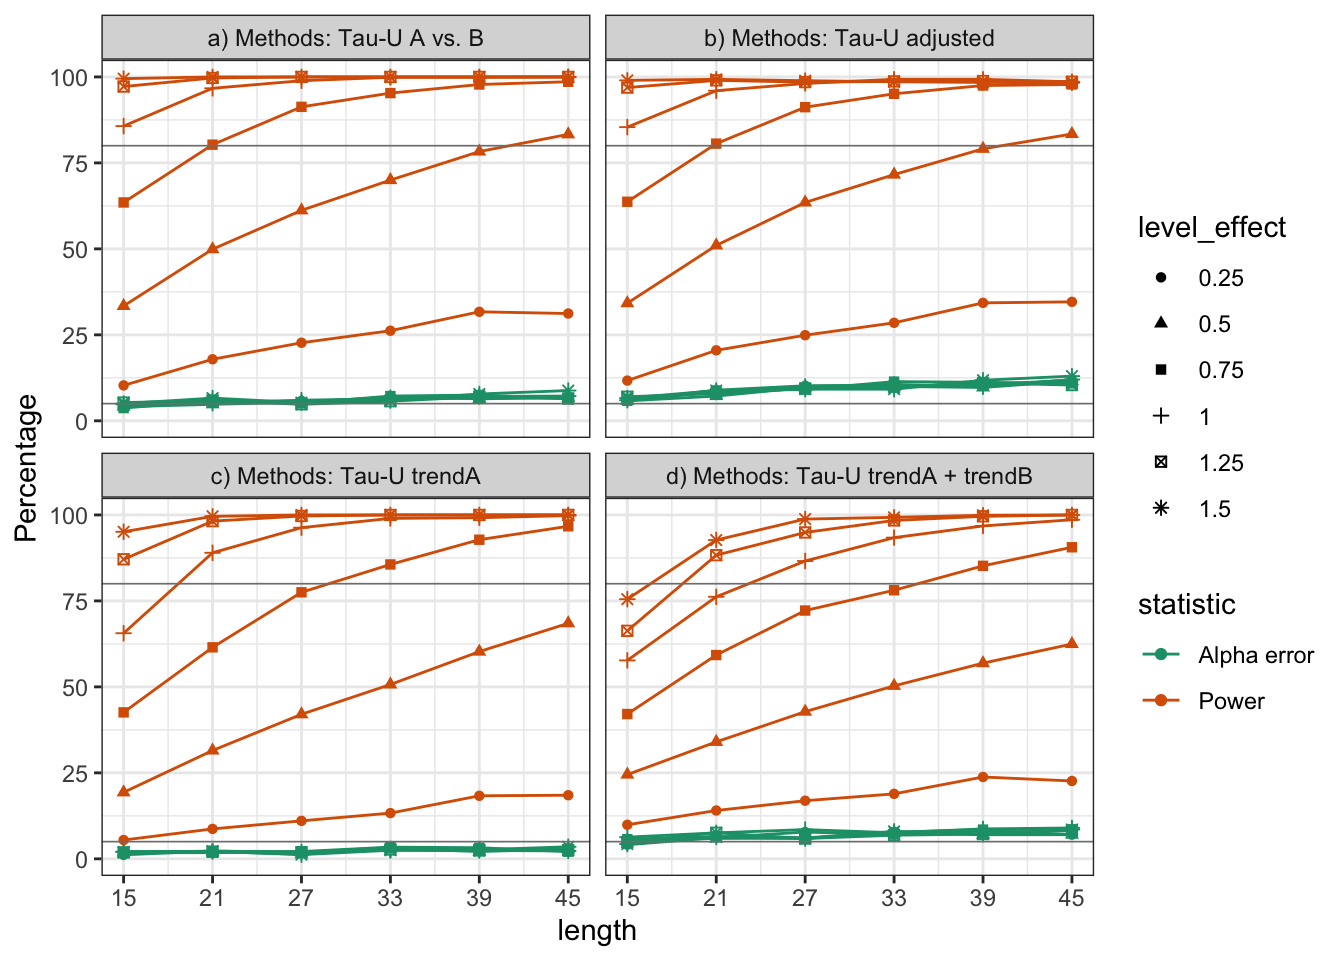 a) Methods: Tau-U A vs. B
b) Methods: Tau-U adjusted
100
75
50
25
0
c) Methods: Tau-U trendA
d) Methods: Tau-U trendA + trendB
100
75
50
25
0
15 21 27 33 39 45
15 21 27 33 39 45
length
Percentage
level_effect
0.25
0.5
0.75
1
1.25
1.5
statistic
Alpha error
Power